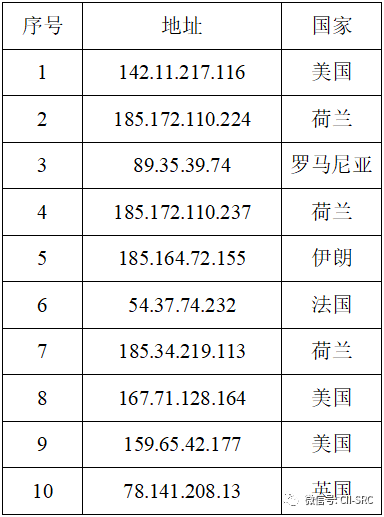 序号 地址 国家
1 142.11.217.116 美国
2 185.172.110.224 荷兰
3 89.35.39.74 罗马尼亚
4 185.172.110.237 荷兰
5 185.164.72.155 伊朗
6 54.37.74.232 法国
7 185.34.219.113 荷兰
8 167.71.128.164 美国
9 159.65.42.177 美国
10 78.141.208.13 英国
微信号: CII-SRC